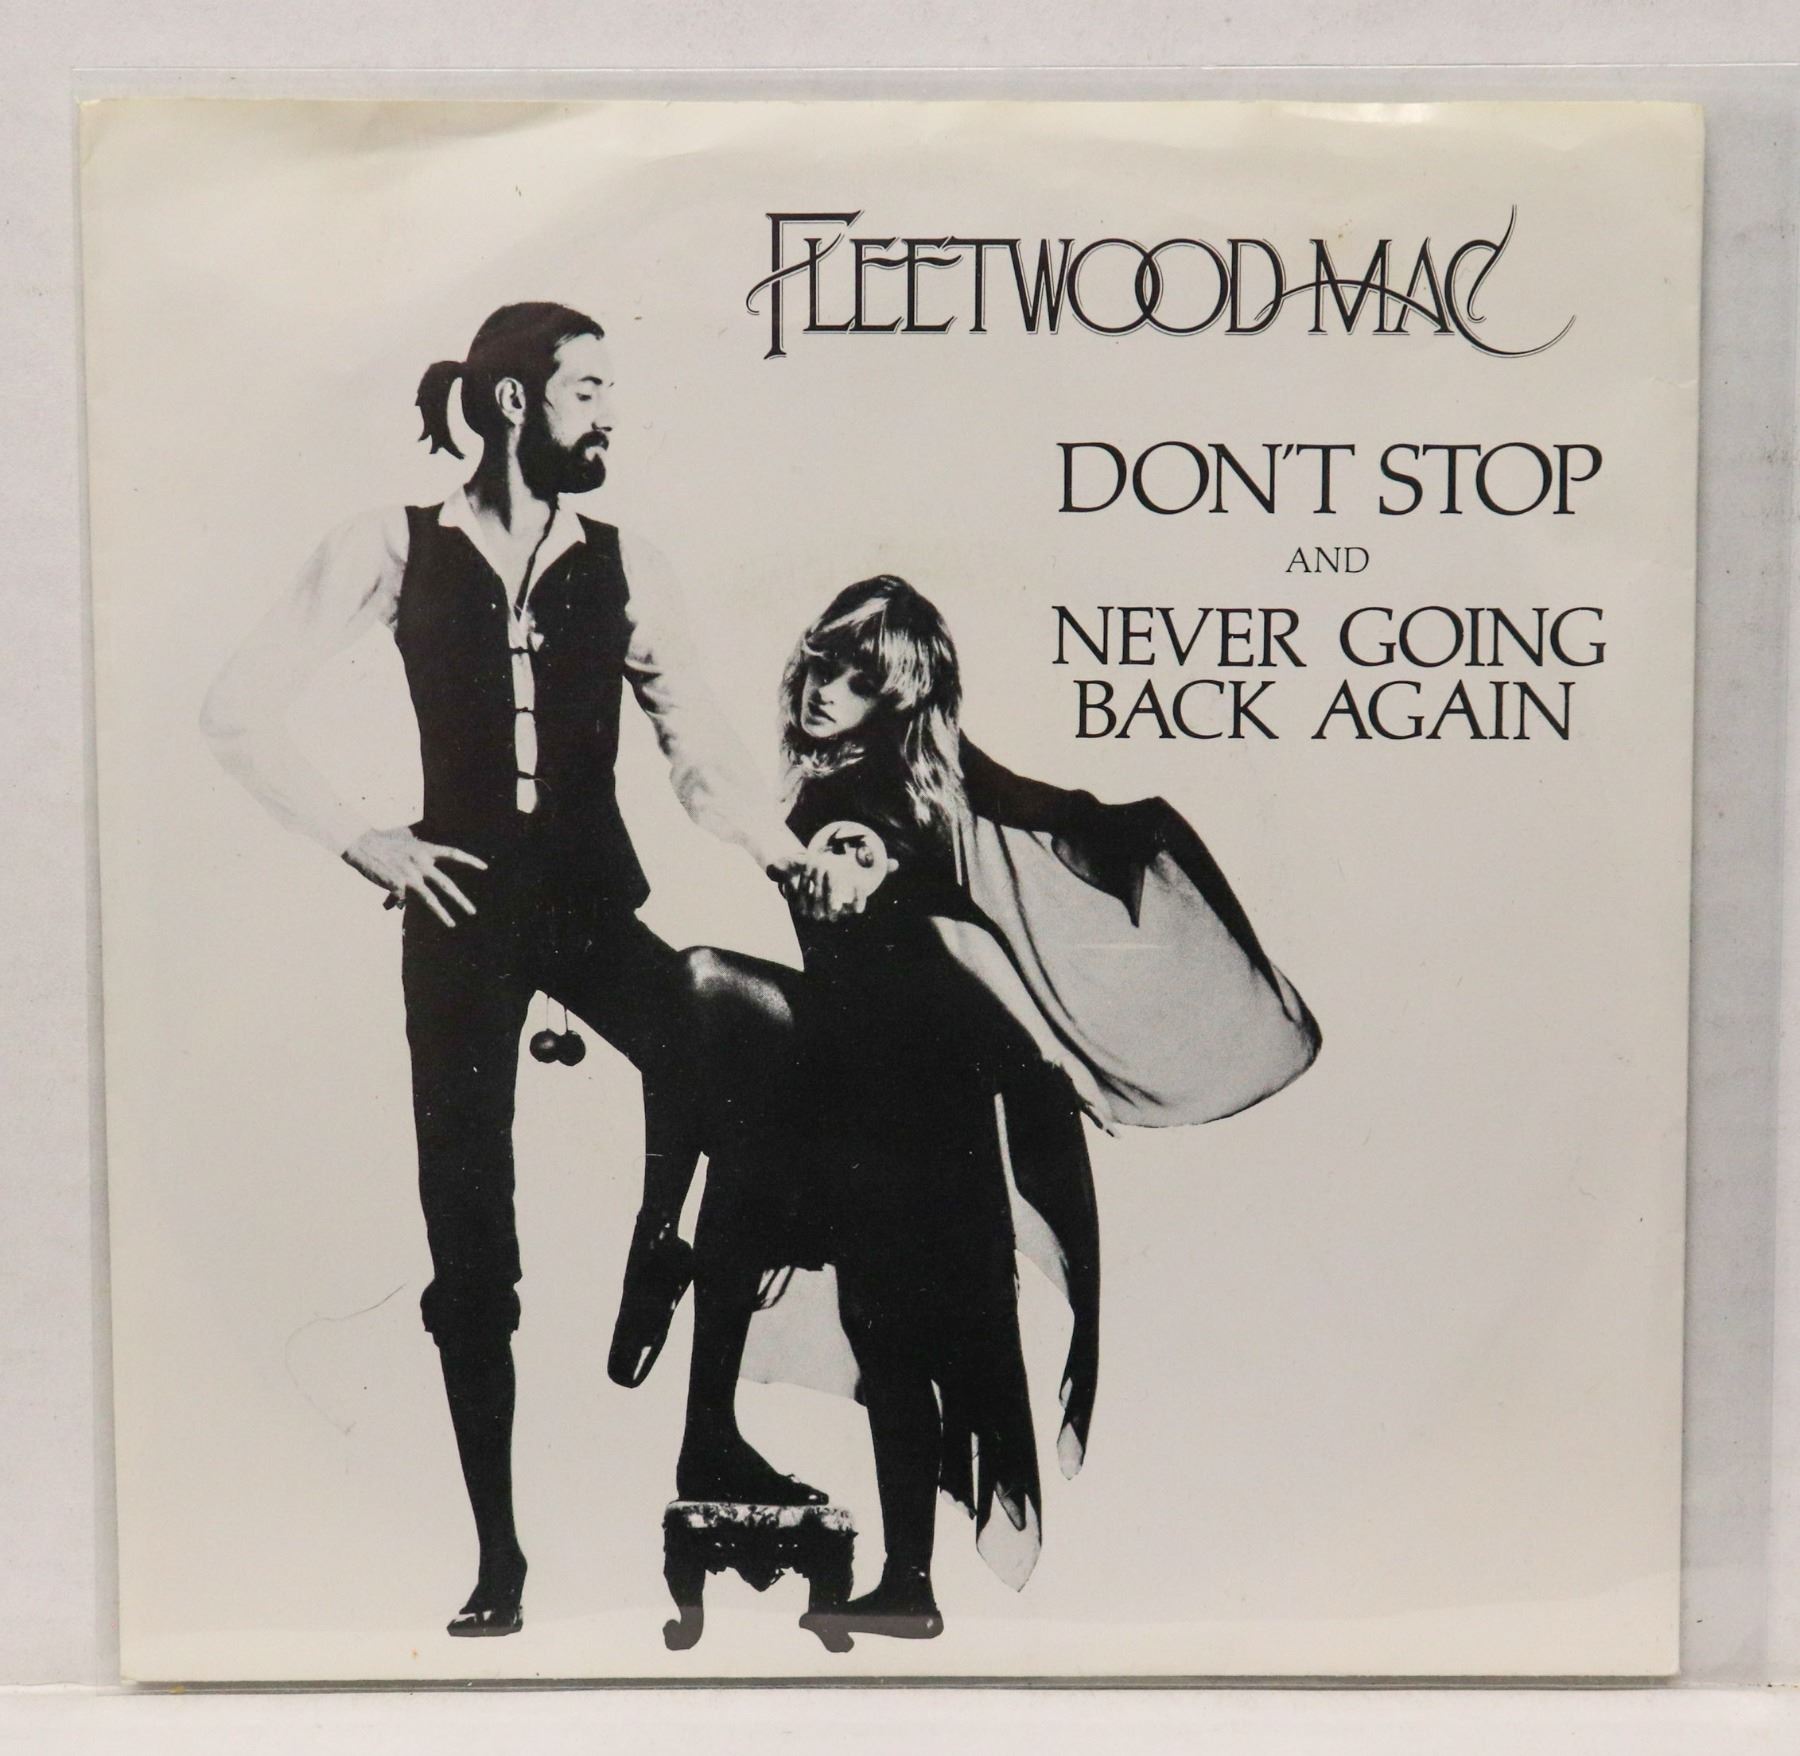 FLEETWOOD MAC
DON'T STOP
AND
NEVER GOING
BACK AGAIN